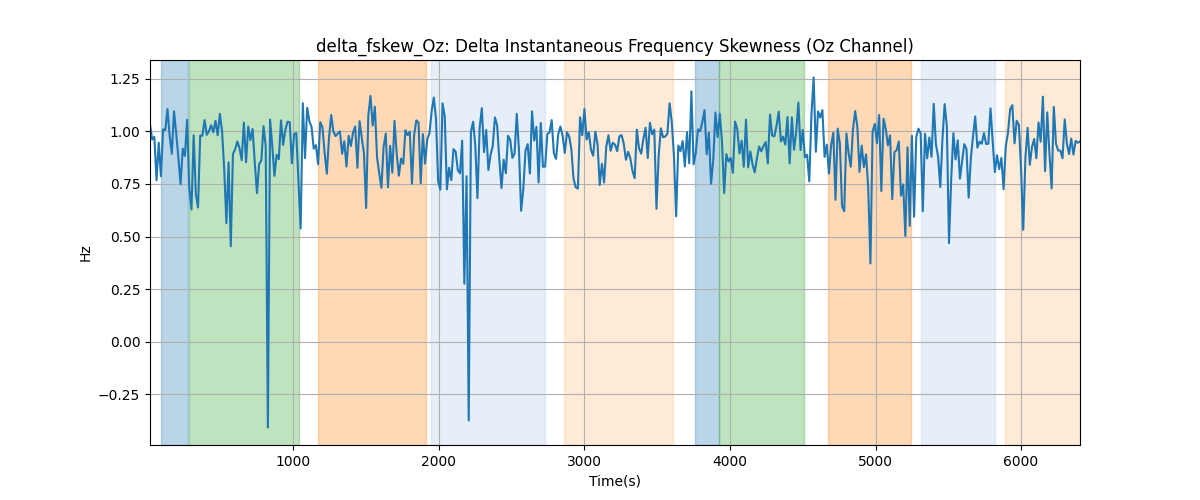 delta_fskew_Oz: Delta Instantaneous Frequency Skewness (Oz Channel)
1.25
1.00
0.75
0.50
0.25
0.00
−0.25
Hz
1000 2000 3000 4000 5000 6000
Time(s)